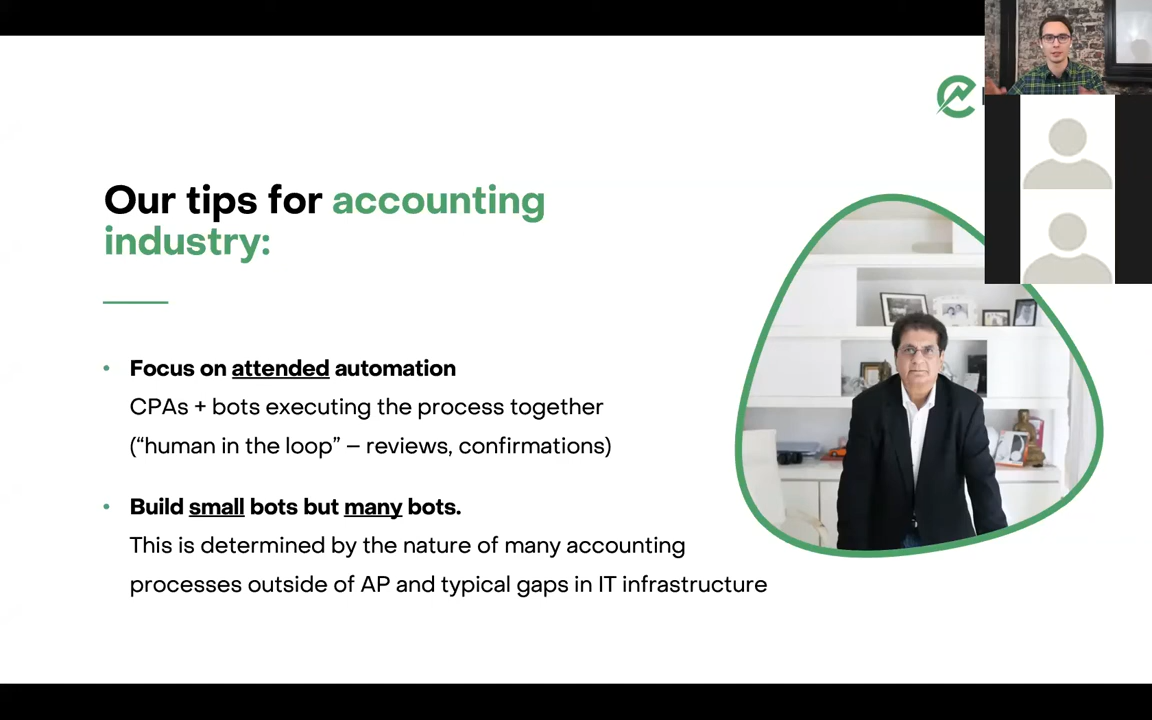 Our tips for accounting
industry:
• Focus on attended automation
CPAs + bots executing the process together
(“human in the loop” – reviews, confirmations)
• Build small bots but many bots.
This is determined by the nature of many accounting
processes outside of AP and typical gaps in IT infrastructure